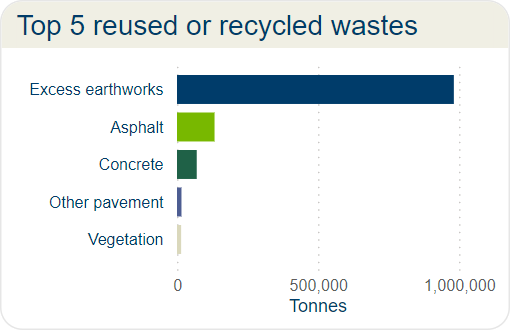 Top 5 reused or recycled wastes
Excess earthworks
Asphalt
Concrete
Other pavement
Vegetation
0 500,000 1,000,000
Tonnes